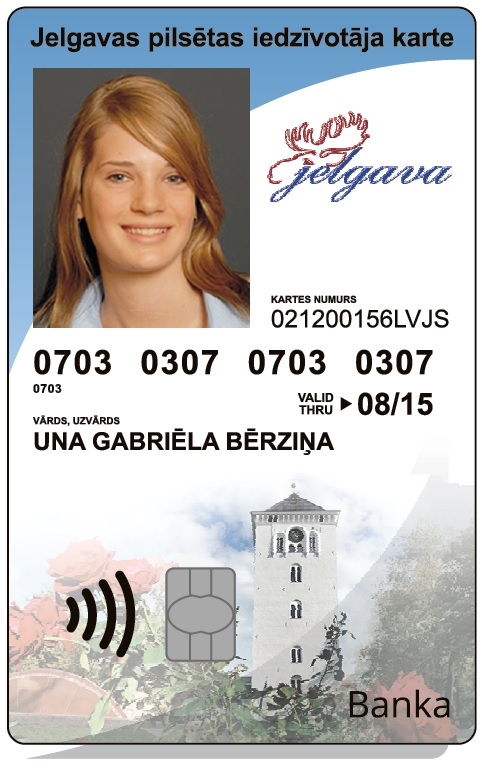 Jelgavas pilsētas iedzīvotāja karte
jelgava
KARTES NUMURS
021200156LVJS
0703 0307 0703 0307
0703
VALID
THRU
08/15
VĀRDS, UZVĀRDS
UNA GABRIĒLA BĒRZIŅA
Banka